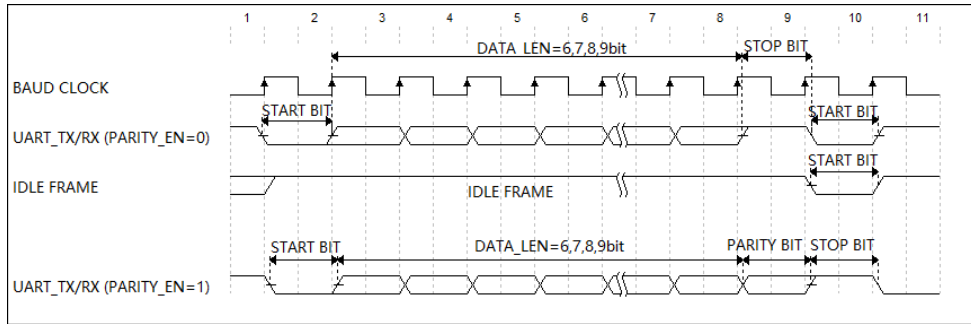 1 2 3 4 5 6 7 8 9 10 11
DATA_LEN=6,7,8,9bit STOP BIT
BAUD CLOCK
START BIT START BIT
UART_TX/RX (PARITY_EN=0)
START BIT
IDLE FRAME IDLE FRAME
START BIT DATA_LEN=6,7,8,9bit PARITY BIT STOP BIT
UART_TX/RX (PARITY_EN=1)